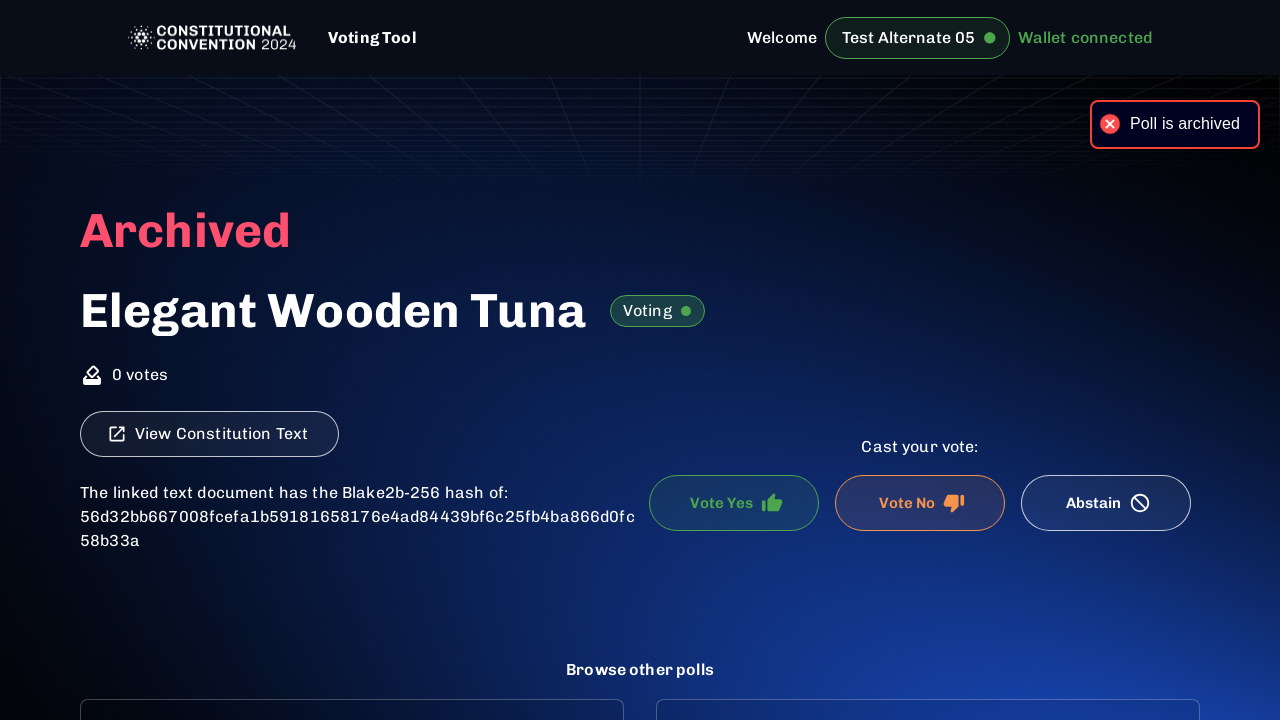 CONSTITUTIONAL
CONVENTION 2024
Voting Tool
Welcome
Test Alternate 05
Wallet connected
Poll is archived
Archived
Elegant Wooden Tuna
Voting
0 votes
View Constitution Text
The linked text document has the Blake2b-256 hash of:
56d32bb667008fcefa1b59181658176e4ad84439bf6c25fb4ba866d0fc
58b33a
Cast your vote:
Vote Yes
Vote No
Abstain
Browse other polls